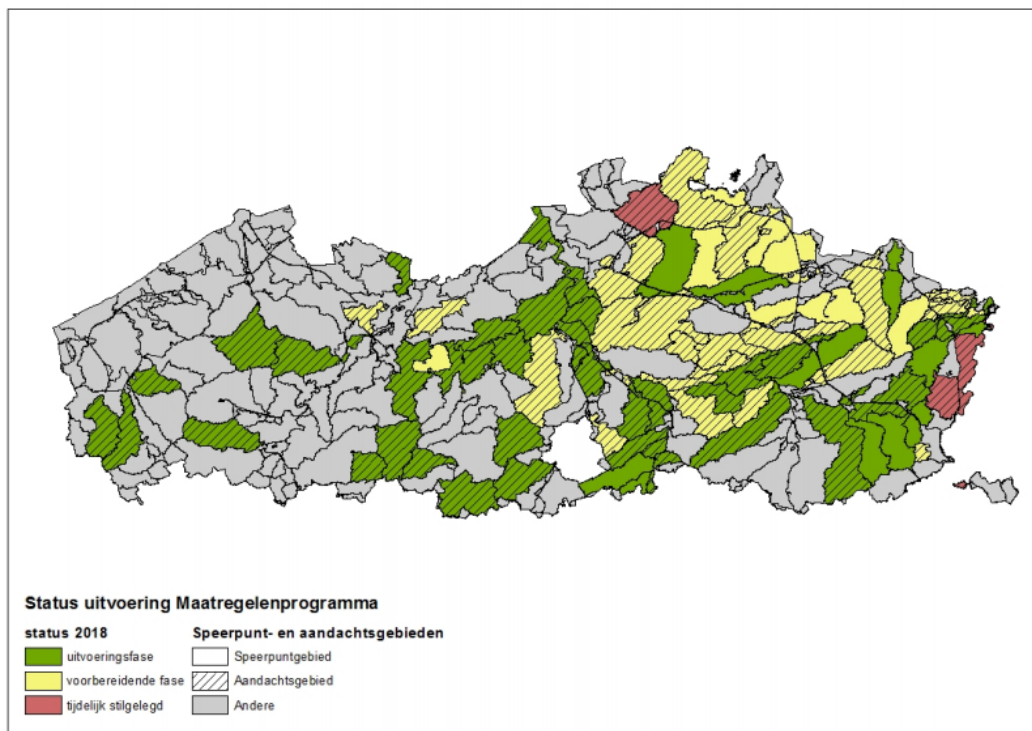 Status uitvoering Maatregelenprogramma
status 2018
Speerpunt- en aandachtsgebieden
uitvoeringsfase
Speerpuntgebied
voorbereidende fase
Aandachtsgebied
tijdelijk stilgelegd
Andere